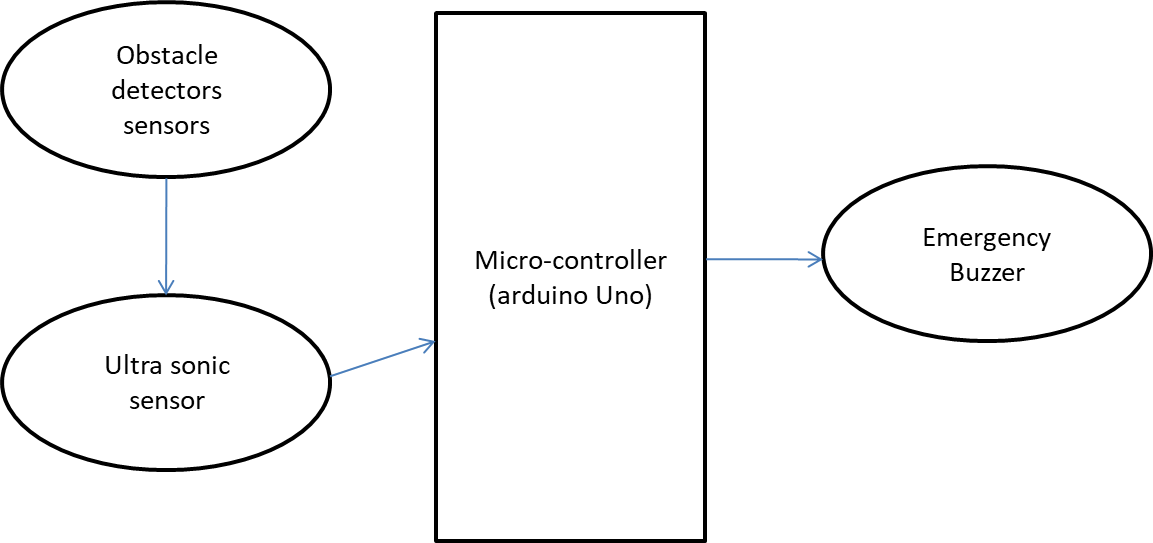 Obstacle
detectors
sensors
Ultra sonic
sensor
Micro-controller
(arduino Uno)
Emergency
Buzzer